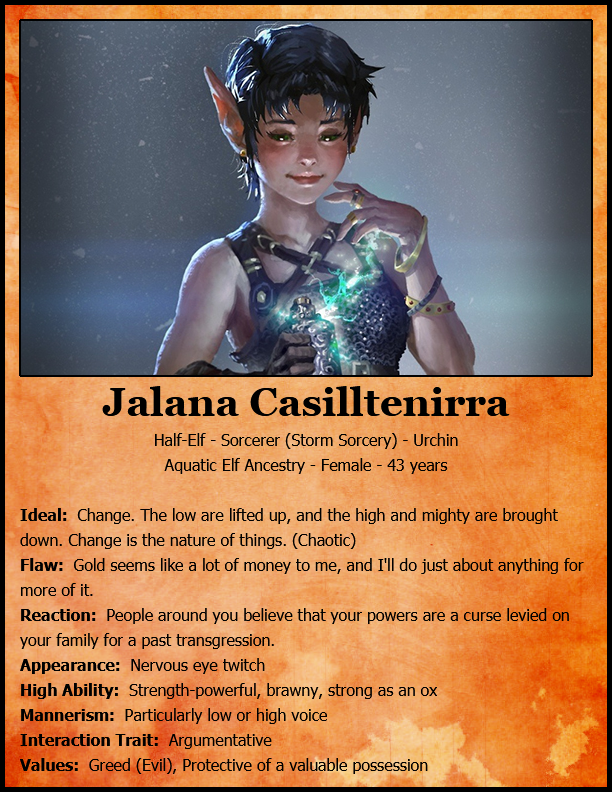 Jalana Casilltenirra
Half-Elf - Sorcerer (Storm Sorcery) - Urchin
Aquatic Elf Ancestry - Female - 43 years
Ideal: Change. The low are lifted up, and the high and mighty are brought
down. Change is the nature of things. (Chaotic)
Flaw: Gold seems like a lot of money to me, and I'll do just about anything for
more of it.
Reaction: People around you believe that your powers are a curse levied on
your family for a past transgression.
Appearance: Nervous eye twitch
High Ability: Strength-powerful, brawny, strong as an ox
Mannerism: Particularly low or high voice
Interaction Trait: Argumentative
Values: Greed (Evil), Protective of a valuable possession